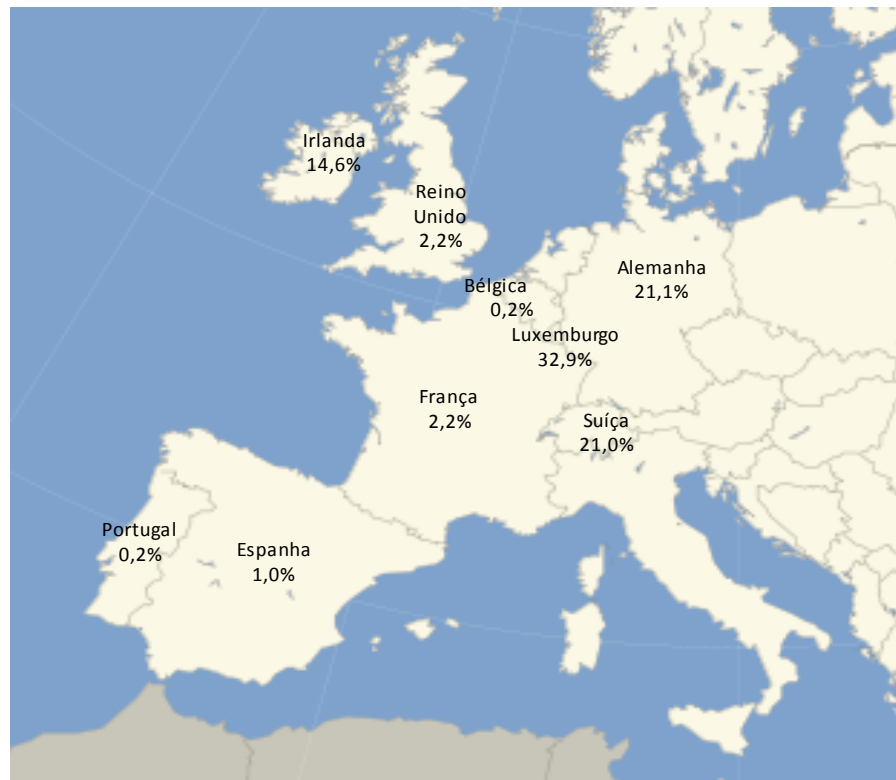 Irlanda
14,6%
Reino
Unido
2,2%
Bélgica
0,2%
Alemanha
21,1%
Luxemburgo
32,9%
França
2,2%
Suíça
21,0%
Portugal
0,2%
Espanha
1,0%